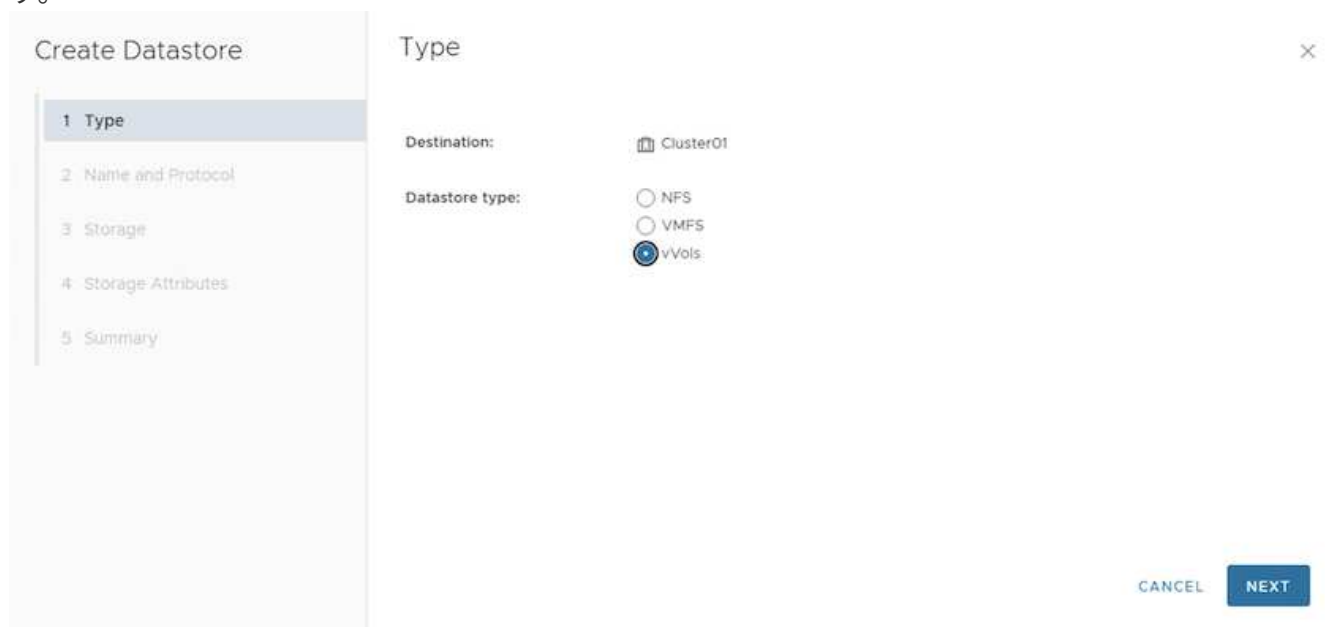 す。
Create Datastore
1 Type
2 Name and Protocol
3 Storage
4 Storage Attributes
5 Summary
Type
Destination: Cluster01
Datastore type: NFS
VMFS
vVols
CANCEL NEXT